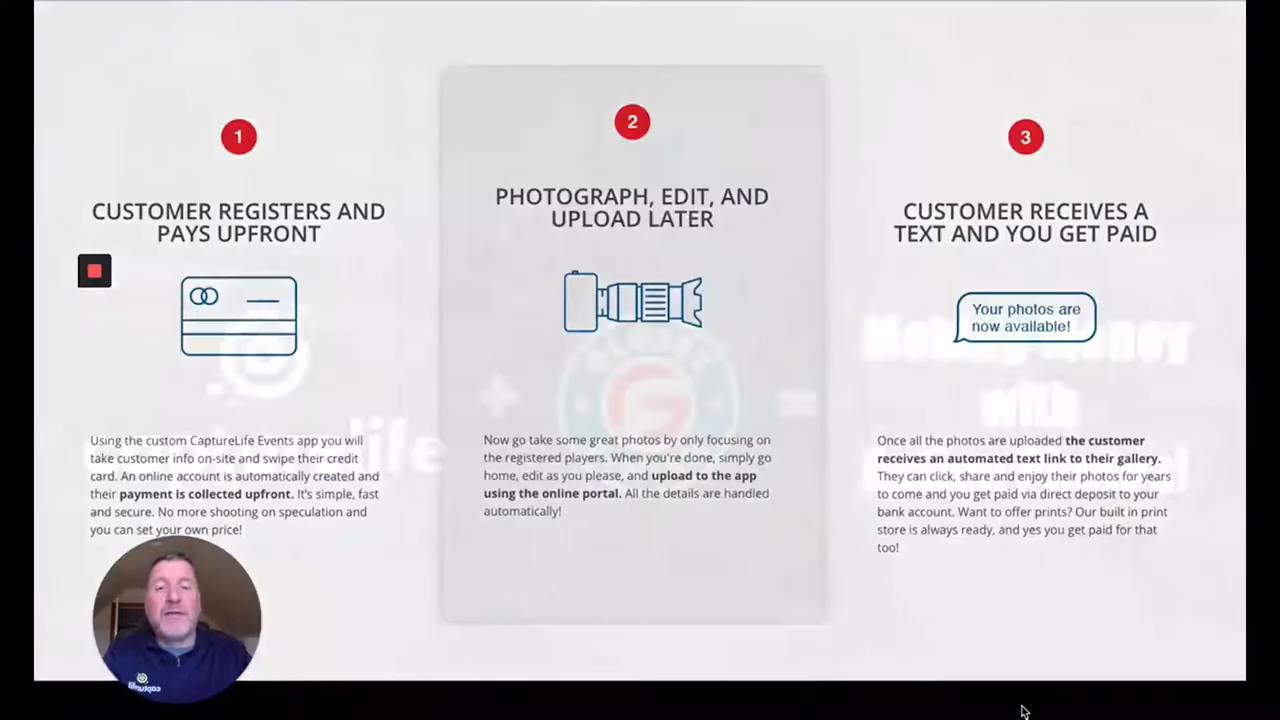 1
CUSTOMER REGISTERS AND
PAYS UPFRONT
Using the custom CaptureLife Events app you will
take customer info on-site and swipe their credit
card. An online account is automatically created and
their payment is collected upfront. It's simple, fast
and secure. No more shooting on speculation and
you can set your own price!
2
PHOTOGRAPH, EDIT, AND
UPLOAD LATER
Now go take some great photos by only focusing on
the registered players. When you're done, simply go
home, edit as you please, and upload to the app
using the online portal. All the details are handled
automatically!
3
CUSTOMER RECEIVES A
TEXT AND YOU GET PAID
Your photos are
now available!
Once all the photos are uploaded the customer
receives an automated text link to their gallery.
They can click, share and enjoy their photos for years
to come and you get paid via direct deposit to your
bank account. Want to offer prints? Our built in print
store is always ready, and yes you get paid for that
too!
+
=
Money
with
life